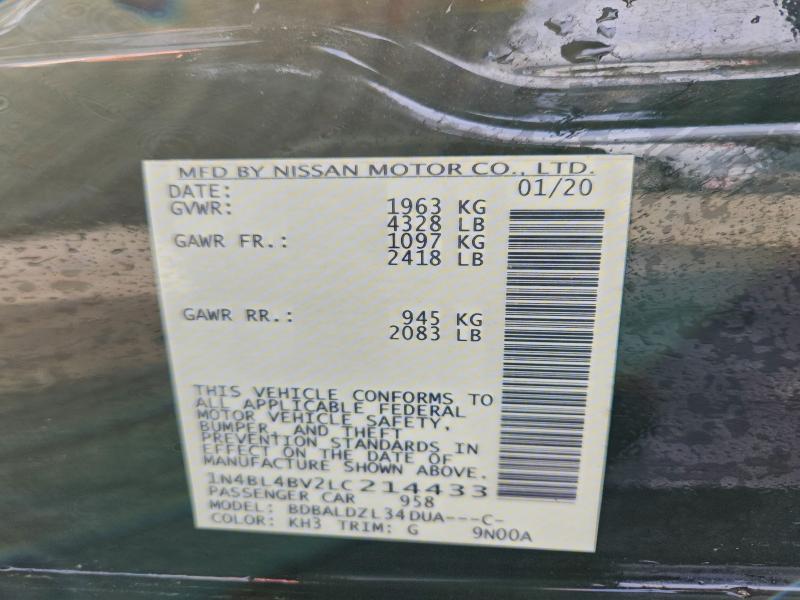 MFD BY NISSAN MOTOR CO., LTD.
DATE: 01/20
GVWR: 1963 KG
4328 LB
GAWR FR.: 1097 KG
2418 LB
GAWR RR.: 945 KG
2083 LB
THIS VEHICLE CONFORMS TO
ALL APPLICABLE FEDERAL
MOTOR VEHICLE SAFETY,
BUMPER, AND THEFT
PREVENTION STANDARDS IN
EFFECT ON THE DATE OF
MANUFACTURE SHOWN ABOVE.
1N4BL4BV2LC214433
PASSENGER CAR 958
MODEL: BDBALDZL34DUA---C-
COLOR: KH3 TRIM: G 9N00A